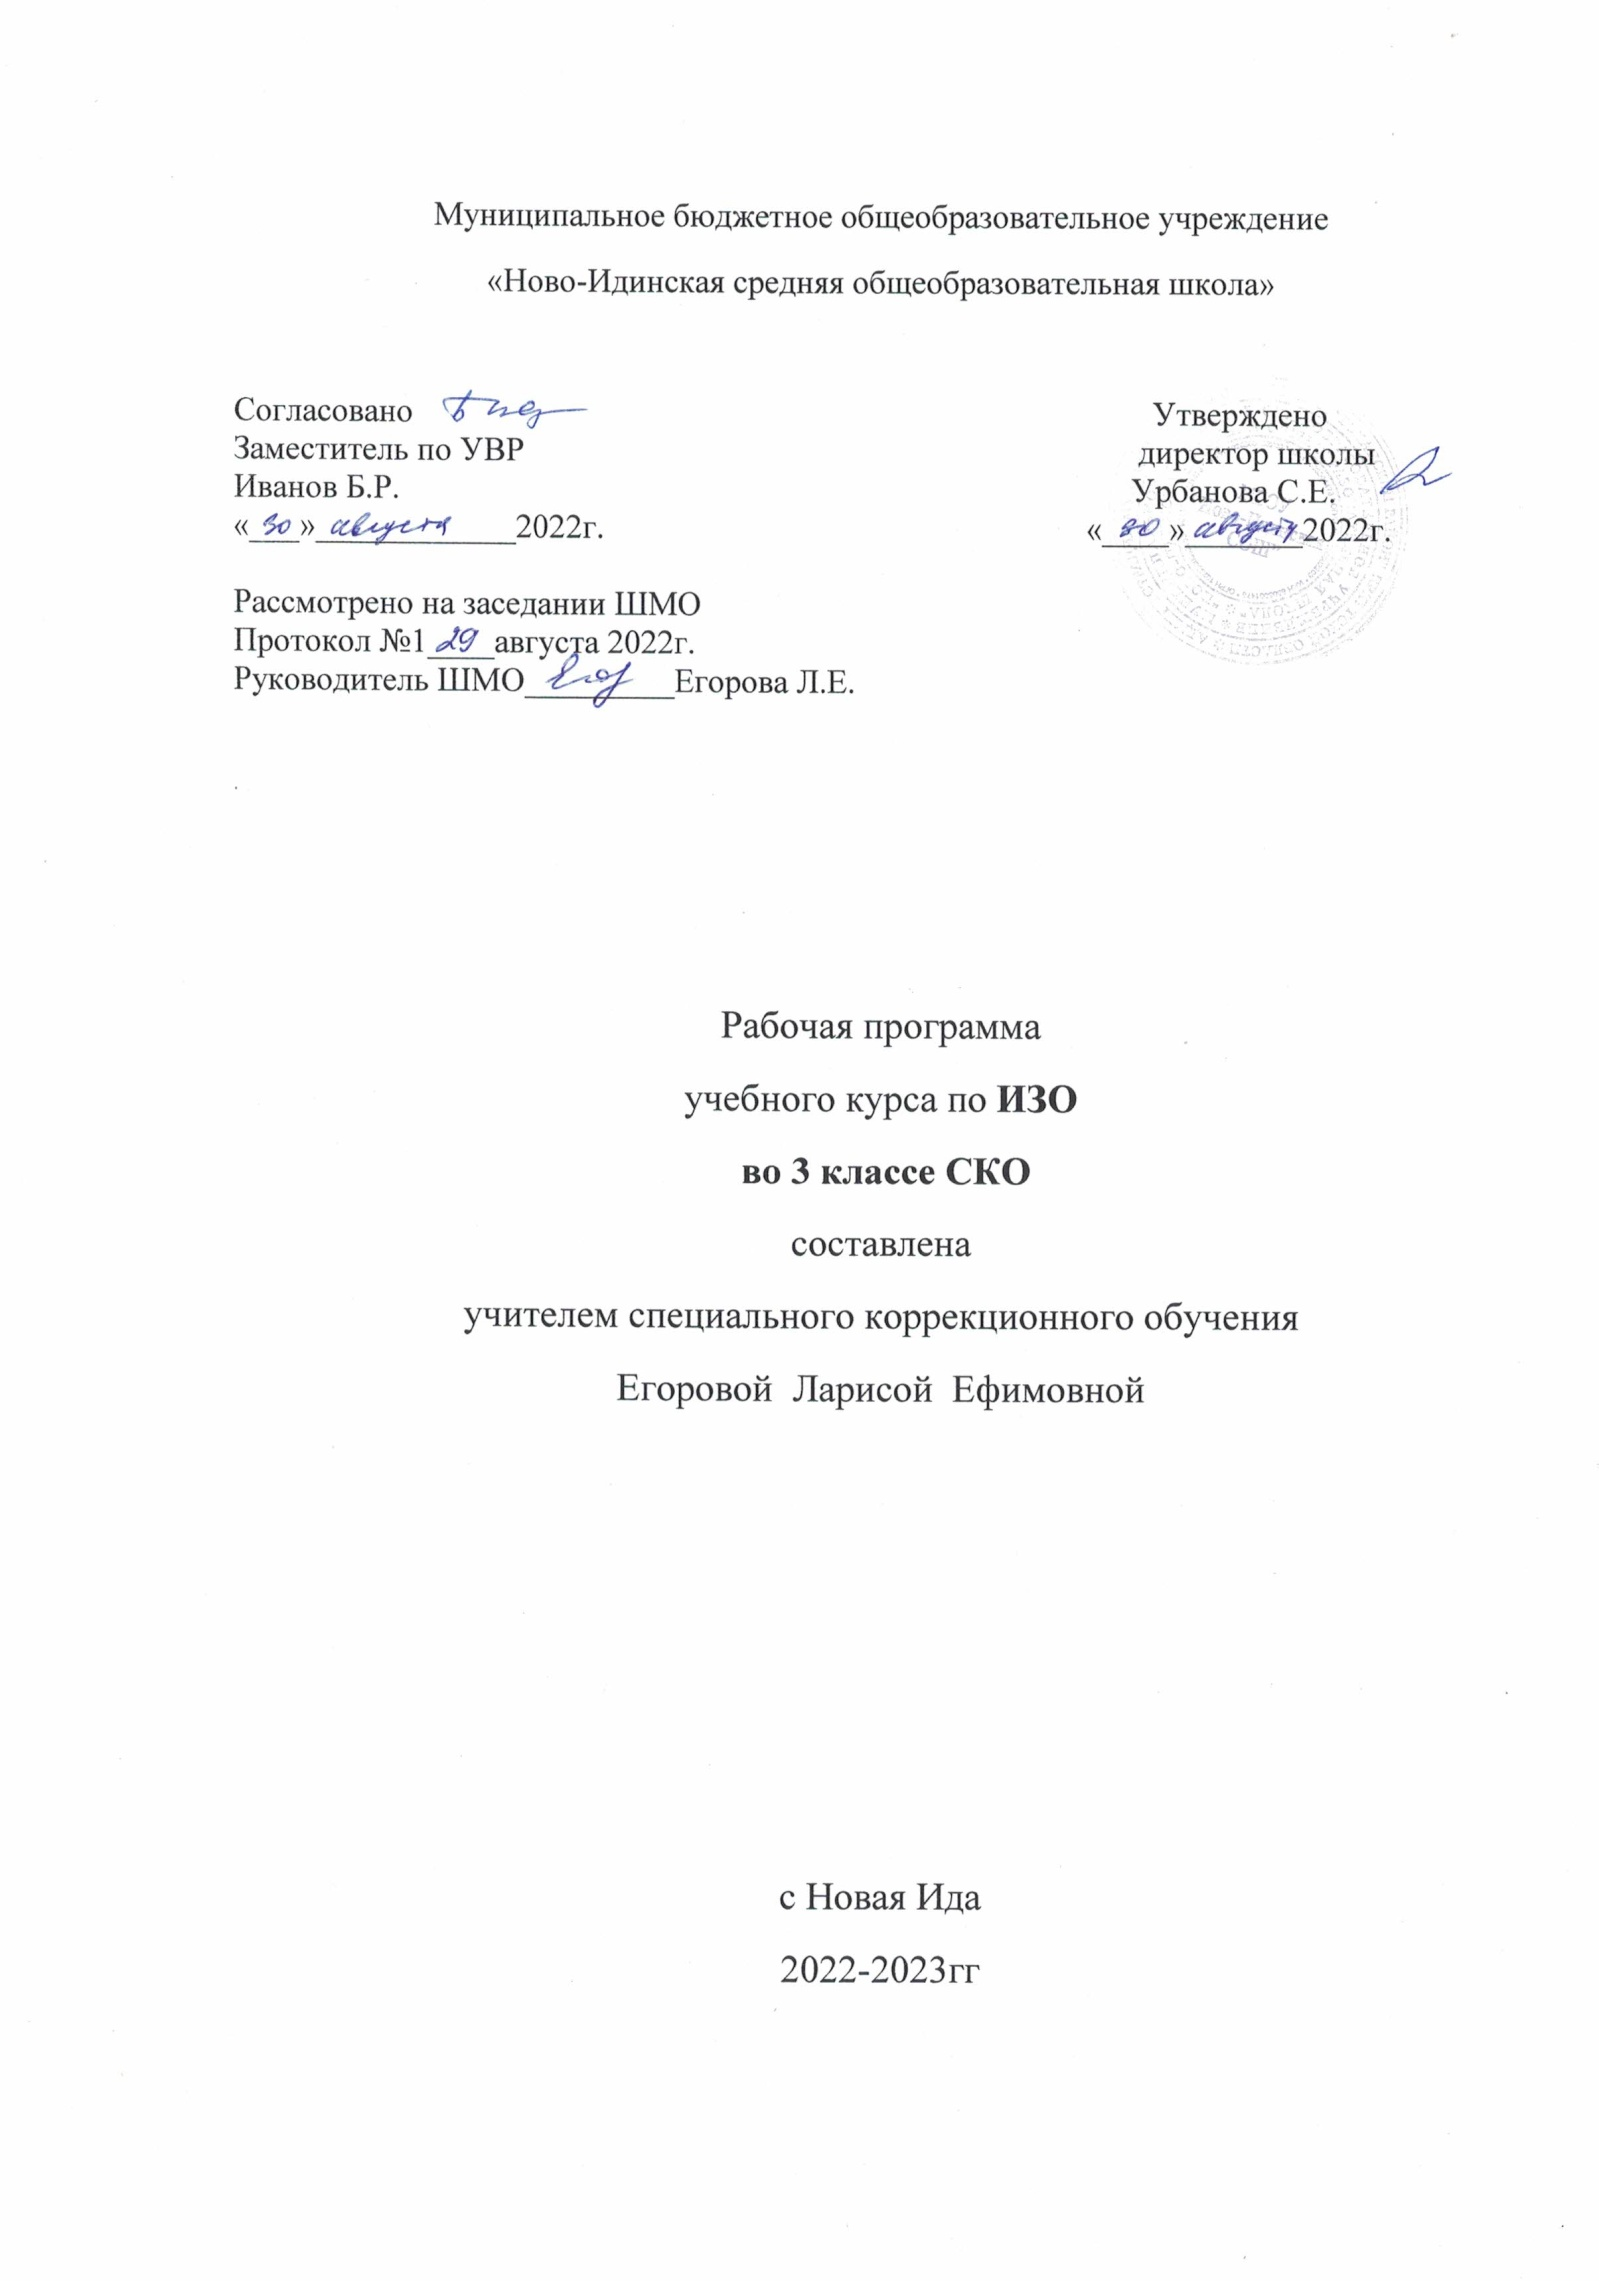 Муниципальное бюджетное общеобразовательное учреждение
«Ново-Идинская средняя общеобразовательная школа»
Согласовано
Заместитель по УВР
Иванов Б.Р.
«30» августа 2022г.
Утверждено
директор школы
Урбанова С.Е.
«30» августа 2022г.
Рассмотрено на заседании ШМО
Протокол №1 29 августа 2022г.
Руководитель ШМО Егорова Л.Е.
Рабочая программа
учебного курса по ИЗО
во 3 классе СКО
составлена
учителем специального коррекционного обучения
Егоровой Ларисой Ефимовной
с Новая Ида
2022-2023гг